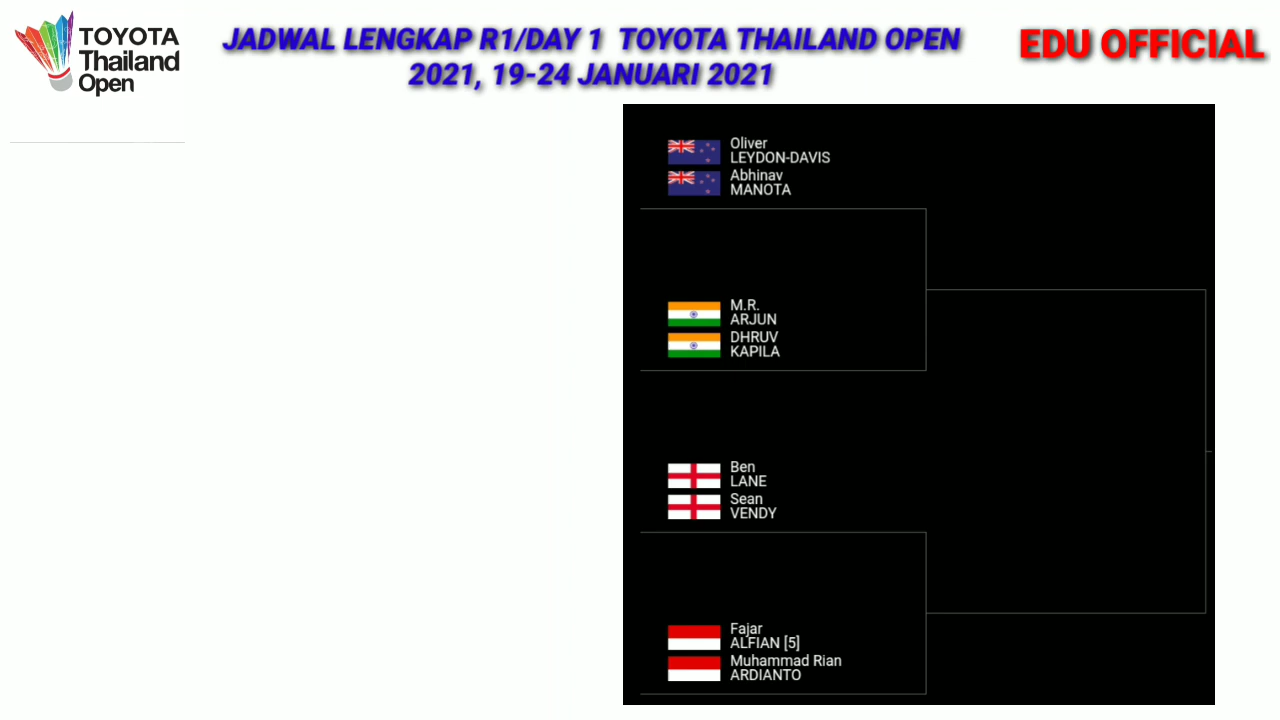 TOYOTA
Thailand
Open
JADWAL LENGKAP R1/DAY 1 TOYOTA THAILAND OPEN
2021, 19-24 JANUARI 2021
EDU OFFICIAL
Oliver
LEYDON-DAVIS
Abhinav
MANOTA
M.R.
ARJUN
DHRUV
KAPILA
Ben
LANE
Sean
VENDY
Fajar
ALFIAN [5]
Muhammad Rian
ARDIANTO